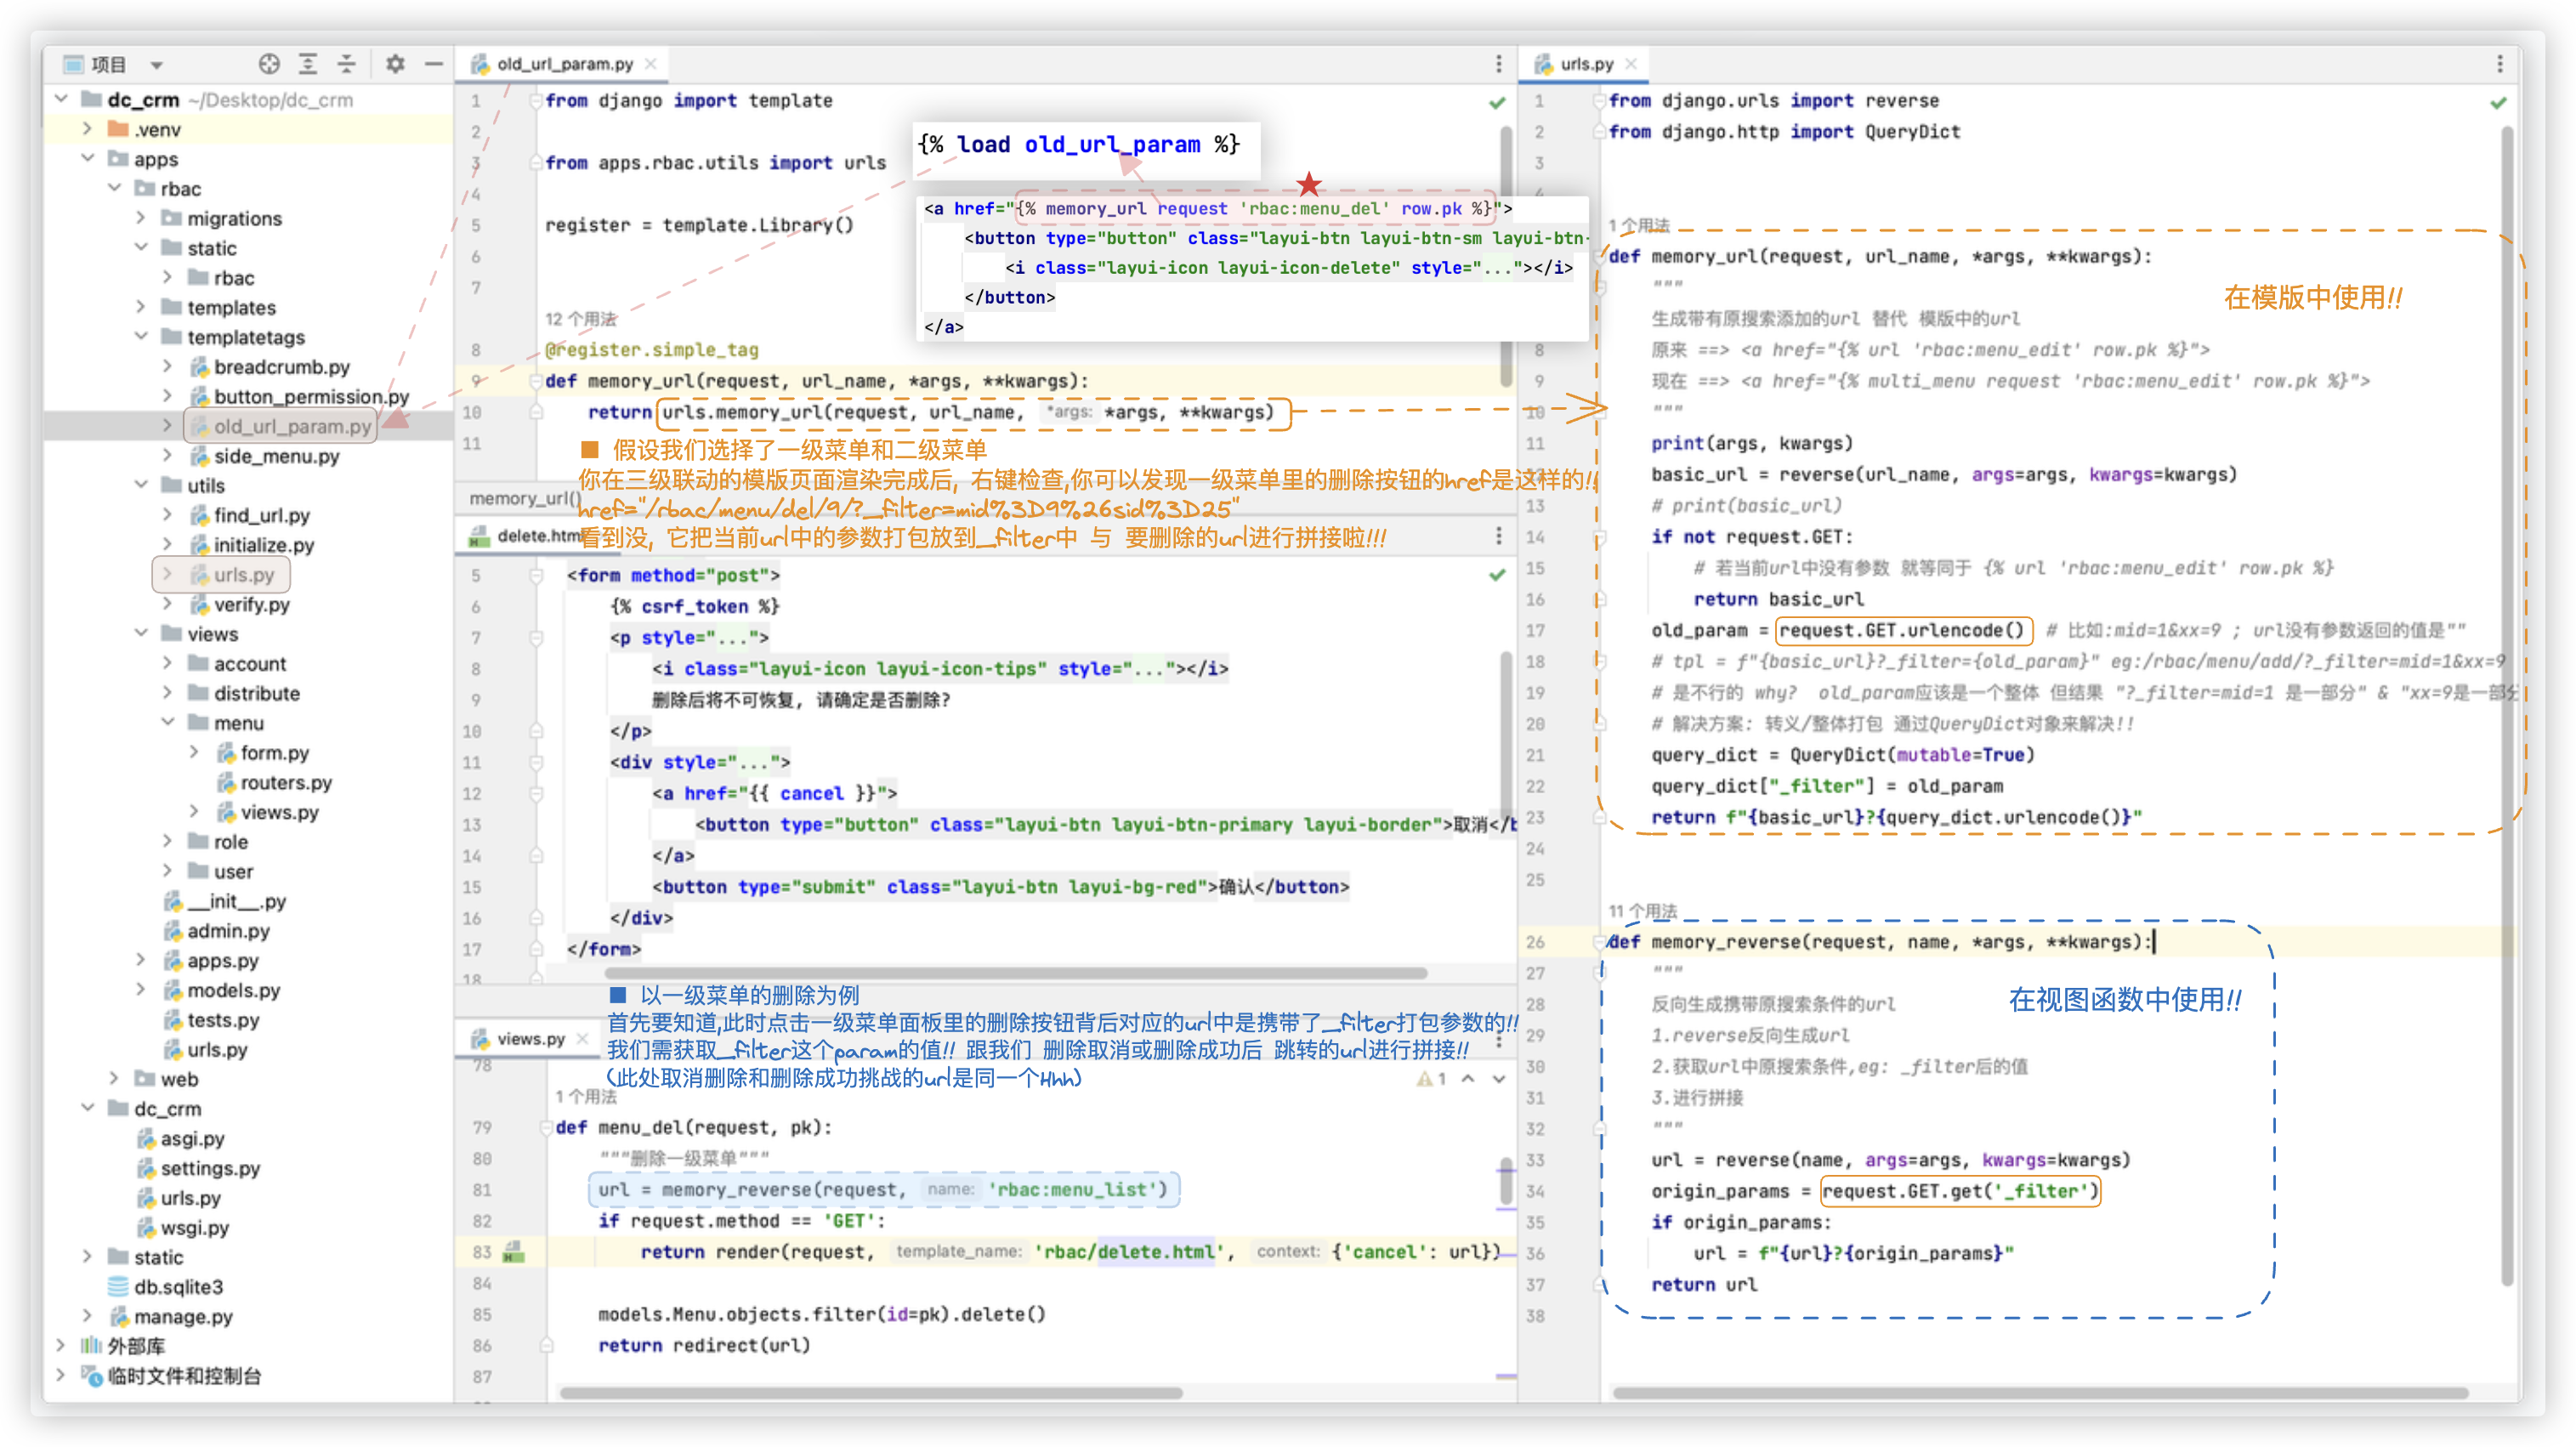 项目
dc_crm ~/Desktop/dc_crm
.venv
apps
rbac
migrations
static
rbac
templates
templatetags
breadcrumb.py
button_permission.py
old_url_param.py
side_menu.py
utils
find_url.py
initialize.py
urls.py
verify.py
views
account
distribute
menu
form.py
routers.py
views.py
role
user
__init__.py
admin.py
apps.py
models.py
tests.py
urls.py
web
dc_crm
asgi.py
settings.py
urls.py
wsgi.py
static
db.sqlite3
manage.py
外部库
临时文件和控制台
old_url_param.py
1 from django import template
2
3 from apps.rbac.utils import urls
4
5 register = template.Library()
6
7
12 个用法
8 @register.simple_tag
9 def memory_url(request, url_name, *args, **kwargs):
10 return urls.memory_url(request, url_name, *args: *args, **kwargs)
11
{% load old_url_param %}
<a href="{% memory_url request 'rbac:menu_del' row.pk %}">
<button type="button" class="layui-btn layui-btn-sm layui-btn-
<i class="layui-icon layui-icon-delete" style="..."></i>
</button>
</a>
■ 假设我们选择了一级菜单和二级菜单
你在三级联动的模版页面渲染完成后, 右键检查,你可以发现一级菜单里的删除按钮的href是这样的!!
href="/rbac/menu/del/9/?_filter=mid%3D9%26sid%3D25"
看到没, 它把当前url中的参数打包放到_filter中 与 要删除的url进行拼接啦!!!
memory_url()
delete.html
5 <form method="post">
6 {% csrf_token %}
7 <p style="...">
8 <i class="layui-icon layui-icon-tips" style="..."></i>
9 删除后将不可恢复, 请确定是否删除?
10 </p>
11 <div style="...">
12 <a href="{{ cancel }}">
13 <button type="button" class="layui-btn layui-btn-primary layui-border">取消</b
14 </a>
15 <button type="submit" class="layui-btn layui-bg-red">确认</button>
16 </div>
17 </form>
18
■ 以一级菜单的删除为例
首先要知道,此时点击一级菜单面板里的删除按钮背后对应的url中是携带了_filter打包参数的!!
我们需获取_filter这个param的值!! 跟我们 删除取消或删除成功后 跳转的url进行拼接!!
(此处取消删除和删除成功挑战的url是同一个Hhh)
views.py
78
1
1 个用法
79 def menu_del(request, pk):
80 """删除一级菜单"""
81 url = memory_reverse(request, name: 'rbac:menu_list')
82 if request.method == 'GET':
83 return render(request, template_name: 'rbac/delete.html', context: {'cancel': url})
84
85 models.Menu.objects.filter(id=pk).delete()
86 return redirect(url)
87
urls.py
1 from django.urls import reverse
2 from django.http import QueryDict
3
4
1 个用法
def memory_url(request, url_name, *args, **kwargs):
"""
生成带有原搜索添加的url 替代 模版中的url
8 原来 ==> <a href="{% url 'rbac:menu_edit' row.pk %}">
9 现在 ==> <a href="{% multi_menu request 'rbac:menu_edit' row.pk %}">
10 """
11 print(args, kwargs)
basic_url = reverse(url_name, args=args, kwargs=kwargs)
13 # print(basic_url)
14 if not request.GET:
15 # 若当前url中没有参数 就等同于 {% url 'rbac:menu_edit' row.pk %}
16 return basic_url
17 old_param = request.GET.urlencode() # 比如:mid=1&xx=9 ; url没有参数返回的值是""
18 # tpl = f"{basic_url}?_filter={old_param}" eg:/rbac/menu/add/?_filter=mid=1&xx=9
19 # 是不行的 why? old_param应该是一个整体 但结果 "?_filter=mid=1 是一部分" & "xx=9是一部分
20 # 解决方案: 转义/整体打包 通过QueryDict对象来解决!!
21 query_dict = QueryDict(mutable=True)
22 query_dict["_filter"] = old_param
23 return f"{basic_url}?{query_dict.urlencode()}"
24
25
在模版中使用!!
11 个用法
26 def memory_reverse(request, name, *args, **kwargs):
27 """
28 反向生成携带原搜索条件的url
29 1.reverse反向生成url
30 2.获取url中原搜索条件,eg: _filter后的值
31 3.进行拼接
32 """
33 url = reverse(name, args=args, kwargs=kwargs)
34 origin_params = request.GET.get('_filter')
35 if origin_params:
36 url = f"{url}?{origin_params}"
37 return url
38
在视图函数中使用!!